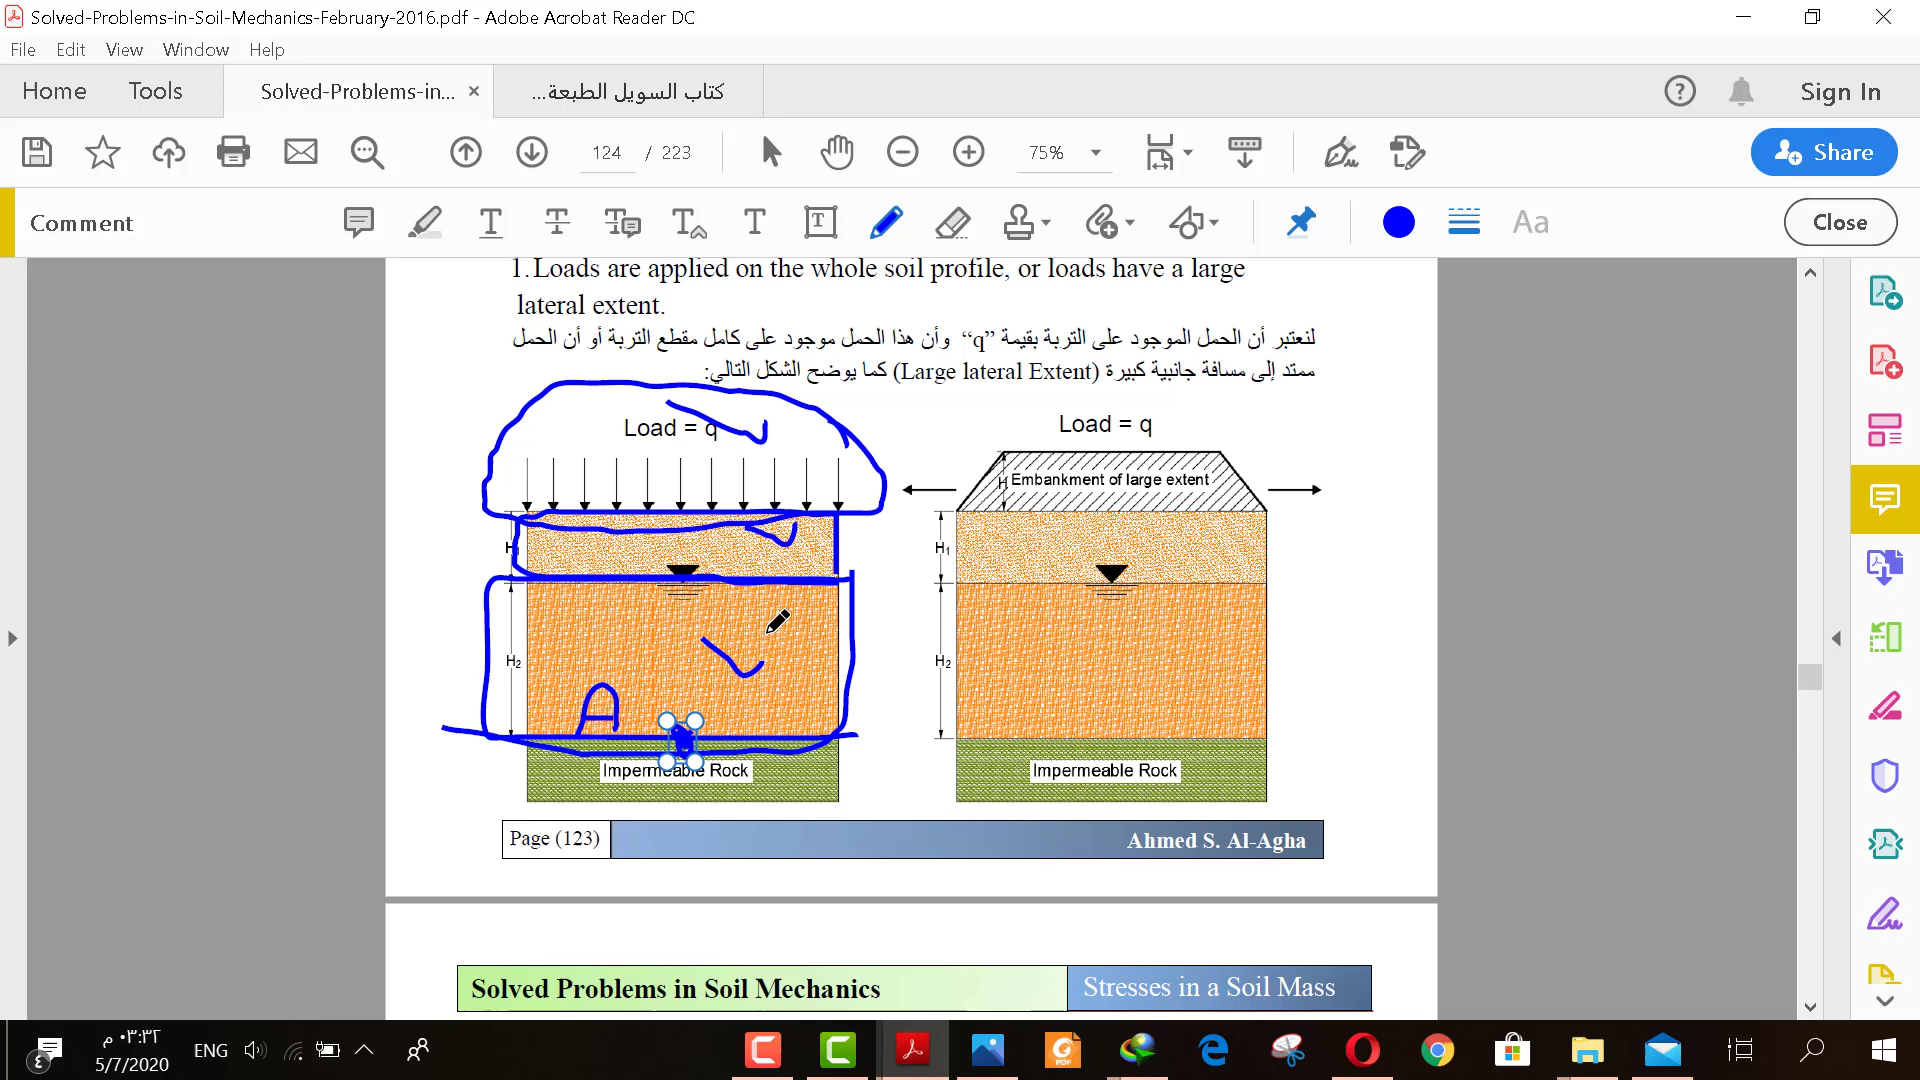 Solved-Problems-in-Soil-Mechanics-February-2016.pdf - Adobe Acrobat Reader DC
File Edit View Window Help
Home Tools Solved-Problems-in... × كتاب السويل الطبعة... Sign In
124 / 223 75% Share
Comment Aa Close
1. Loads are applied on the whole soil profile, or loads have a large
lateral extent.
لنعتبر أن الحمل الموجود على التربة بقيمة “q” وأن هذا الحمل موجود على كامل مقطع التربة أو أن الحمل
ممتد إلى مسافة جانبية كبيرة (Large lateral Extent) كما يوضح الشكل التالي:
Load = q Load = q
H Embankment of large extent
H₁ H₁
H₂ H₂
A
Impermeable Rock Impermeable Rock
Page (123) Ahmed S. Al-Agha
Solved Problems in Soil Mechanics Stresses in a Soil Mass
٠٣:٣٢ م
ENG
5/7/2020
٤
PDF